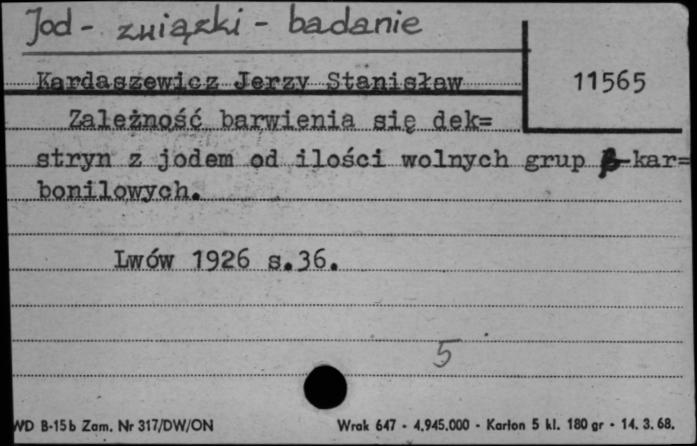 Jod - związki - badanie
Kardaszewicz Jerzy Stanisław
11565
Zależność barwienia się dek=
stryn z jodem od ilości wolnych grup β-kar=
bonilowych.
Lwów 1926 s.36.
5
WD B-15b Zam. Nr 317/DW/ON
Wrak 647 - 4.945.000 - Karton 5 kl. 180 gr - 14. 3. 68.